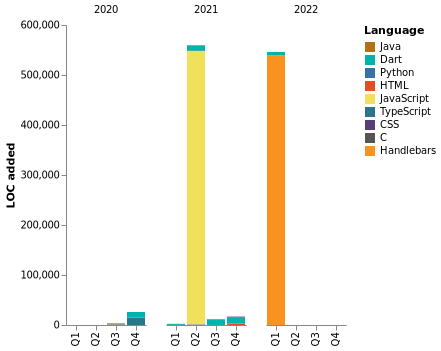 2020 2021 2022
600,000
500,000
400,000
300,000
200,000
100,000
0
LOC added
Q1 Q2 Q3 Q4 Q1 Q2 Q3 Q4 Q1 Q2 Q3 Q4
Language
Java
Dart
Python
HTML
JavaScript
TypeScript
CSS
C
Handlebars